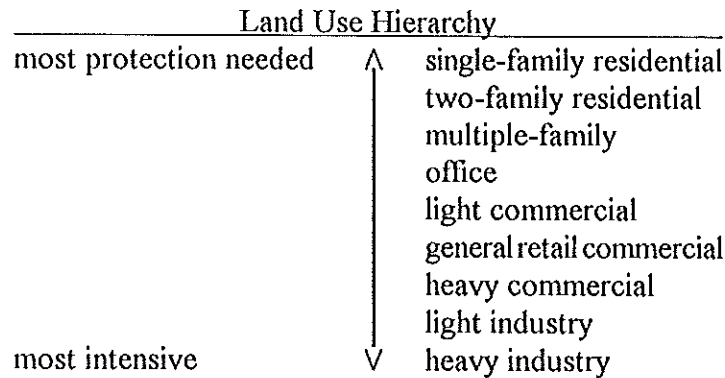 Land Use Hierarchy
most protection needed single-family residential
two-family residential
multiple-family
office
light commercial
general retail commercial
heavy commercial
light industry
most intensive heavy industry